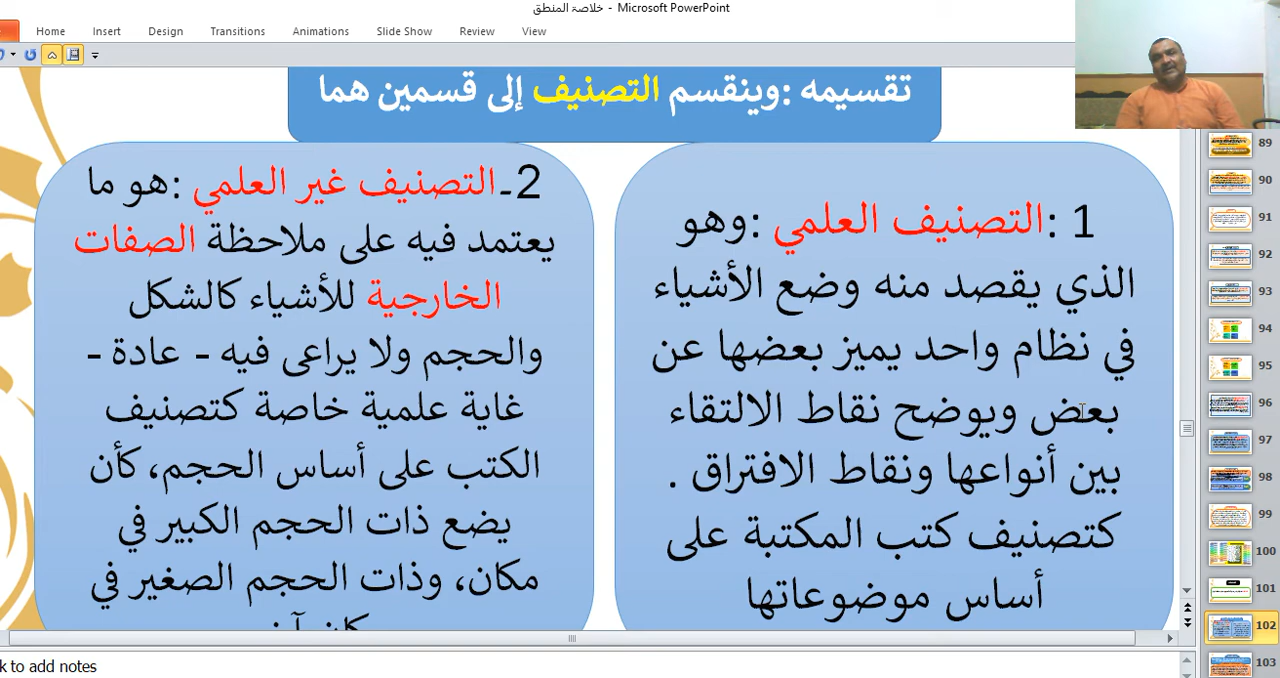 خلاصة المنطق - Microsoft PowerPoint
Home Insert Design Transitions Animations Slide Show Review View
تقسيمه :وينقسم التصنيف إلى قسمين هما
1 :التصنيف العلمي :وهو
الذي يقصد منه وضع الأشياء
في نظام واحد يميز بعضها عن
بعض ويوضح نقاط الالتقاء
بين أنواعها ونقاط الافتراق .
كتصنيف كتب المكتبة على
أساس موضوعاتها
2-التصنيف غير العلمي :هو ما
يعتمد فيه على ملاحظة الصفات
الخارجية للأشياء كالشكل
والحجم ولا يراعى فيه - عادة -
غاية علمية خاصة كتصنيف
الكتب على أساس الحجم، كأن
يضع ذات الحجم الكبير في
مكان، وذات الحجم الصغير في
89
90
91
92
93
94
95
96
97
98
99
100
101
102
103
k to add notes